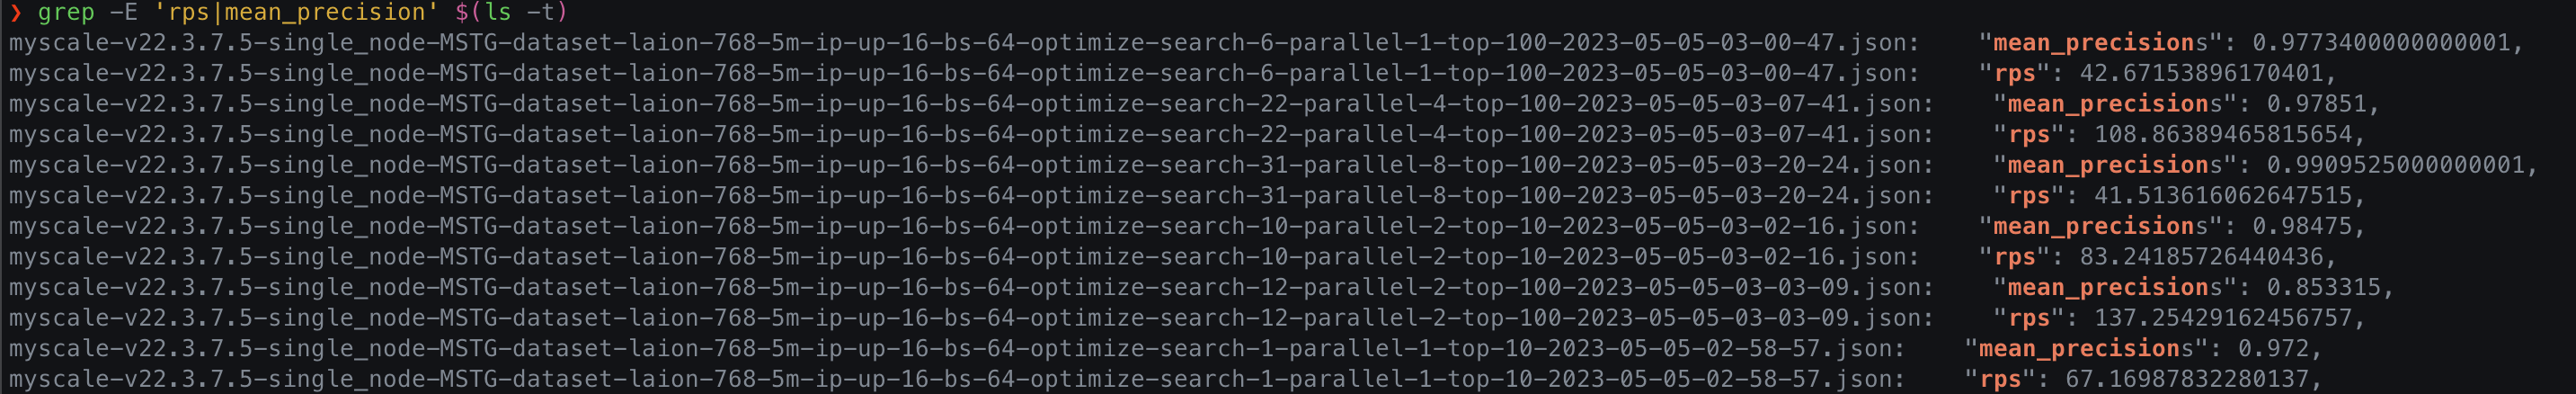 ❯ grep -E 'rps|mean_precision' $(ls -t)
myscale-v22.3.7.5-single_node-MSTG-dataset-laion-768-5m-ip-up-16-bs-64-optimize-search-6-parallel-1-top-100-2023-05-05-03-00-47.json:    "mean_precisions": 0.9773400000000001,
myscale-v22.3.7.5-single_node-MSTG-dataset-laion-768-5m-ip-up-16-bs-64-optimize-search-6-parallel-1-top-100-2023-05-05-03-00-47.json:    "rps": 42.67153896170401,
myscale-v22.3.7.5-single_node-MSTG-dataset-laion-768-5m-ip-up-16-bs-64-optimize-search-22-parallel-4-top-100-2023-05-05-03-07-41.json:    "mean_precisions": 0.97851,
myscale-v22.3.7.5-single_node-MSTG-dataset-laion-768-5m-ip-up-16-bs-64-optimize-search-22-parallel-4-top-100-2023-05-05-03-07-41.json:    "rps": 108.86389465815654,
myscale-v22.3.7.5-single_node-MSTG-dataset-laion-768-5m-ip-up-16-bs-64-optimize-search-31-parallel-8-top-100-2023-05-05-03-20-24.json:    "mean_precisions": 0.9909525000000001,
myscale-v22.3.7.5-single_node-MSTG-dataset-laion-768-5m-ip-up-16-bs-64-optimize-search-31-parallel-8-top-100-2023-05-05-03-20-24.json:    "rps": 41.513616062647515,
myscale-v22.3.7.5-single_node-MSTG-dataset-laion-768-5m-ip-up-16-bs-64-optimize-search-10-parallel-2-top-10-2023-05-05-03-02-16.json:    "mean_precisions": 0.98475,
myscale-v22.3.7.5-single_node-MSTG-dataset-laion-768-5m-ip-up-16-bs-64-optimize-search-10-parallel-2-top-10-2023-05-05-03-02-16.json:    "rps": 83.24185726440436,
myscale-v22.3.7.5-single_node-MSTG-dataset-laion-768-5m-ip-up-16-bs-64-optimize-search-12-parallel-2-top-100-2023-05-05-03-03-09.json:    "mean_precisions": 0.853315,
myscale-v22.3.7.5-single_node-MSTG-dataset-laion-768-5m-ip-up-16-bs-64-optimize-search-12-parallel-2-top-100-2023-05-05-03-03-09.json:    "rps": 137.25429162456757,
myscale-v22.3.7.5-single_node-MSTG-dataset-laion-768-5m-ip-up-16-bs-64-optimize-search-1-parallel-1-top-10-2023-05-05-02-58-57.json:    "mean_precisions": 0.972,
myscale-v22.3.7.5-single_node-MSTG-dataset-laion-768-5m-ip-up-16-bs-64-optimize-search-1-parallel-1-top-10-2023-05-05-02-58-57.json:    "rps": 67.16987832280137,